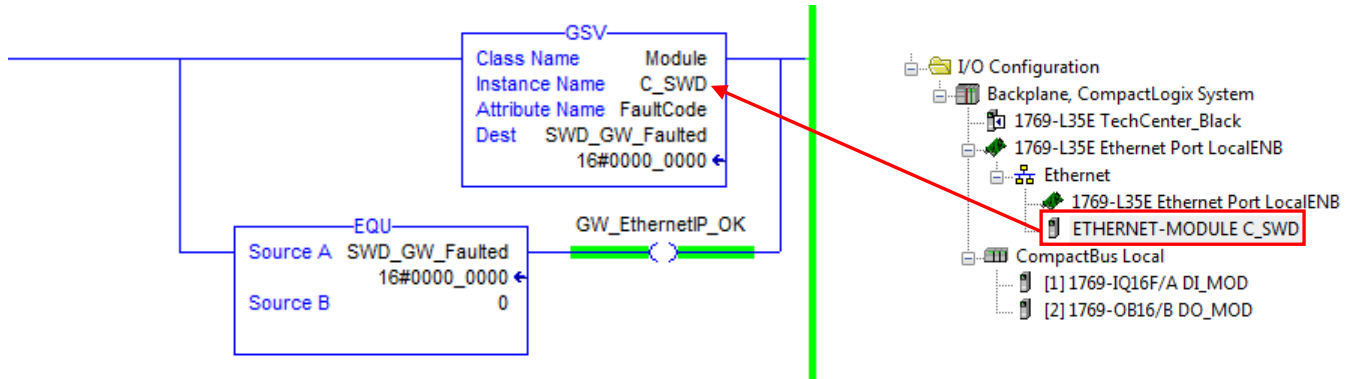 GSV
Class Name Module
Instance Name C_SWD
Attribute Name FaultCode
Dest SWD_GW_Faulted
16#0000_0000
EQU
Source A SWD_GW_Faulted
16#0000_0000
Source B 0
GW_EthernetIP_OK
I/O Configuration
Backplane, CompactLogix System
1769-L35E TechCenter_Black
1769-L35E Ethernet Port LocalENB
Ethernet
1769-L35E Ethernet Port LocalENB
ETHERNET-MODULE C_SWD
CompactBus Local
[1] 1769-IQ16F/A DI_MOD
[2] 1769-OB16/B DO_MOD